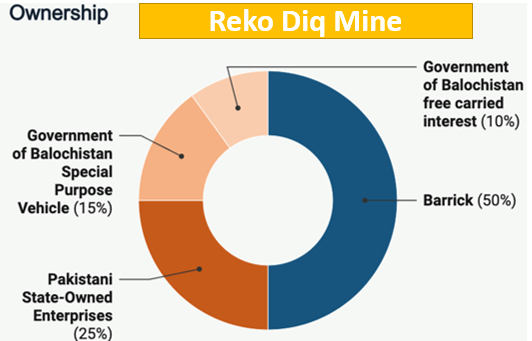 Ownership
Reko Diq Mine
Government
of Balochistan
free carried
interest (10%)
Government
of Balochistan
Special
Purpose
Vehicle (15%)
Barrick (50%)
Pakistani
State-Owned
Enterprises
(25%)